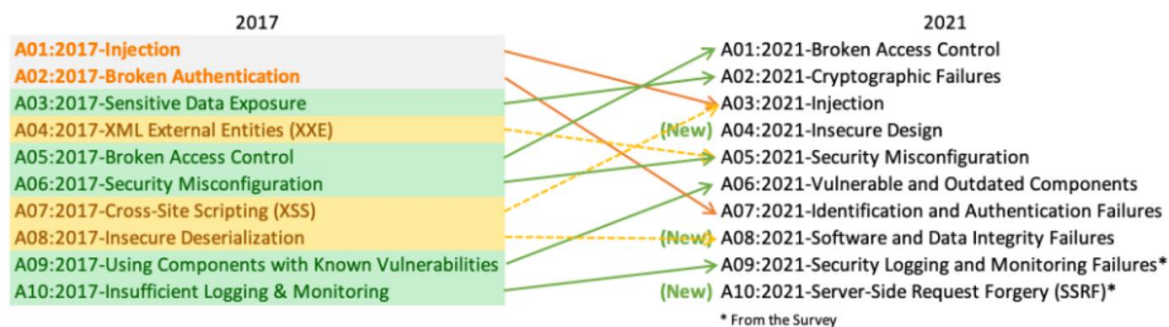 2017
A01:2017-Injection
A02:2017-Broken Authentication
A03:2017-Sensitive Data Exposure
A04:2017-XML External Entities (XXE)
A05:2017-Broken Access Control
A06:2017-Security Misconfiguration
A07:2017-Cross-Site Scripting (XSS)
A08:2017-Insecure Deserialization
A09:2017-Using Components with Known Vulnerabilities
A10:2017-Insufficient Logging & Monitoring
2021
A01:2021-Broken Access Control
A02:2021-Cryptographic Failures
A03:2021-Injection
(New) A04:2021-Insecure Design
A05:2021-Security Misconfiguration
A06:2021-Vulnerable and Outdated Components
A07:2021-Identification and Authentication Failures
(New) A08:2021-Software and Data Integrity Failures
A09:2021-Security Logging and Monitoring Failures*
(New) A10:2021-Server-Side Request Forgery (SSRF)*
* From the Survey